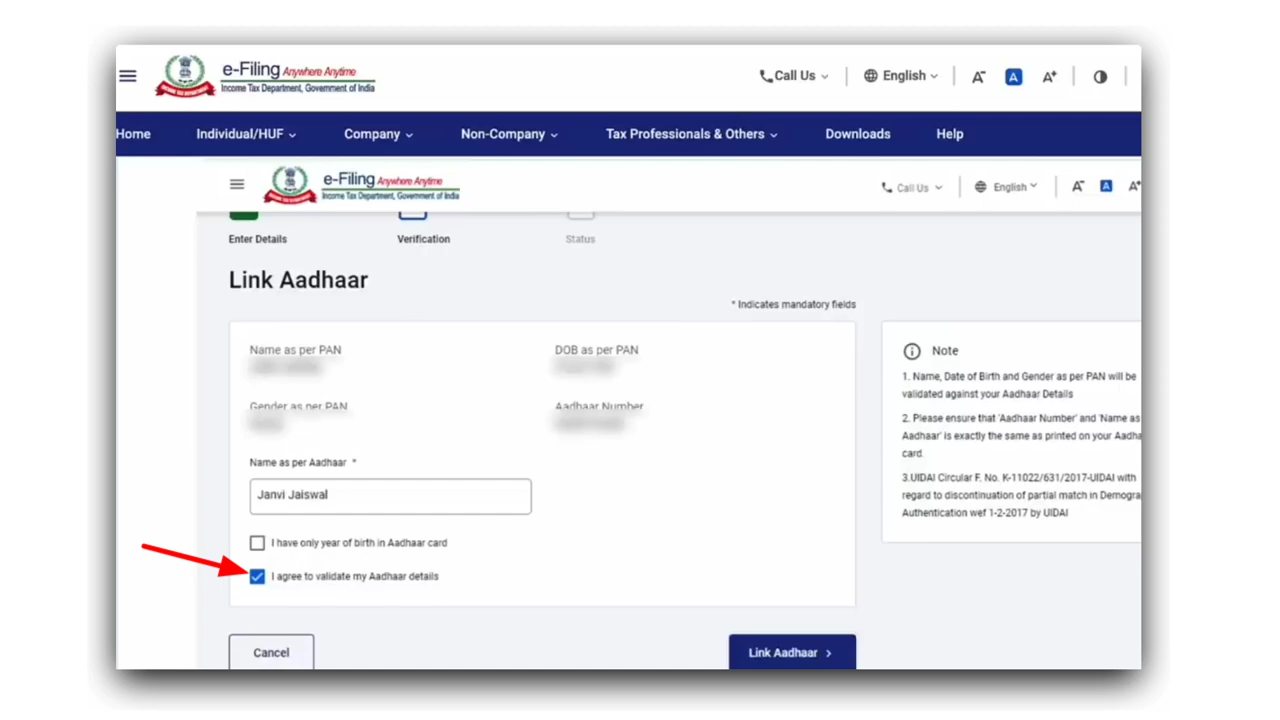 e-Filing Anywhere Anytime
Income Tax Department, Government of India
Call Us
English
A-
A
A+
Home
Individual/HUF
Company
Non-Company
Tax Professionals & Others
Downloads
Help
e-Filing Anywhere Anytime
Income Tax Department, Government of India
Call Us
English
A-
A
A+
Enter Details
Verification
Status
Link Aadhaar
* Indicates mandatory fields
Name as per PAN
DOB as per PAN
Gender as per PAN
Aadhaar Number
Name as per Aadhaar *
Janvi Jaiswal
I have only year of birth in Aadhaar card
I agree to validate my Aadhaar details
Cancel
Link Aadhaar >
Note
1. Name, Date of Birth and Gender as per PAN will be
validated against your Aadhaar Details
2. Please ensure that 'Aadhaar Number' and 'Name as
Aadhaar' is exactly the same as printed on your Aadha
card.
3.UIDAI Circular F. No. K-11022/631/2017-UIDAI with
regard to discontinuation of partial match in Demogra
Authentication wef 1-2-2017 by UIDAI